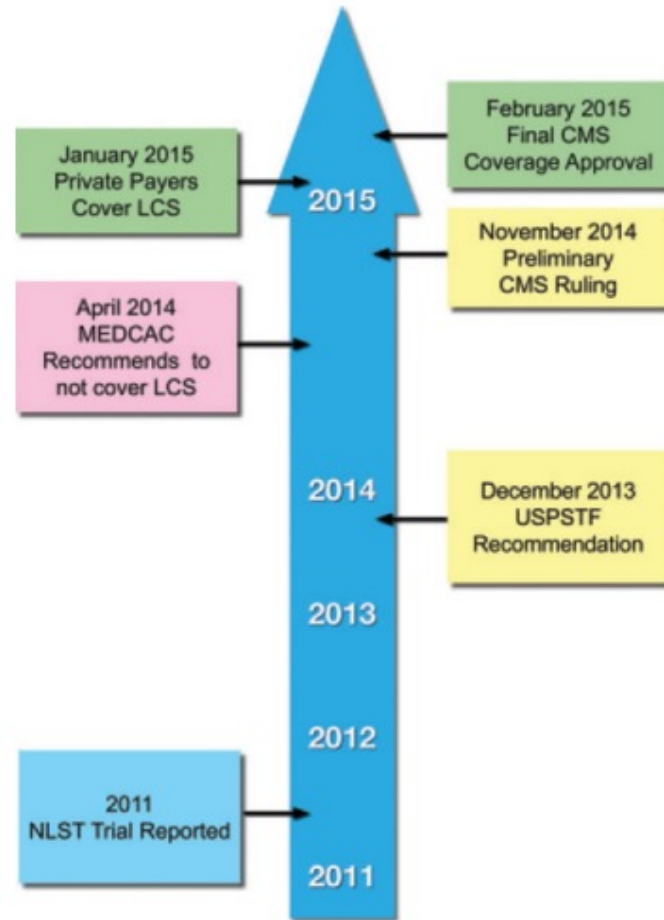 February 2015
Final CMS
Coverage Approval
January 2015
Private Payers
Cover LCS
2015
November 2014
Preliminary
CMS Ruling
April 2014
MEDCAC
Recommends to
not cover LCS
2014
December 2013
USPSTF
Recommendation
2013
2012
2011
NLST Trial Reported
2011